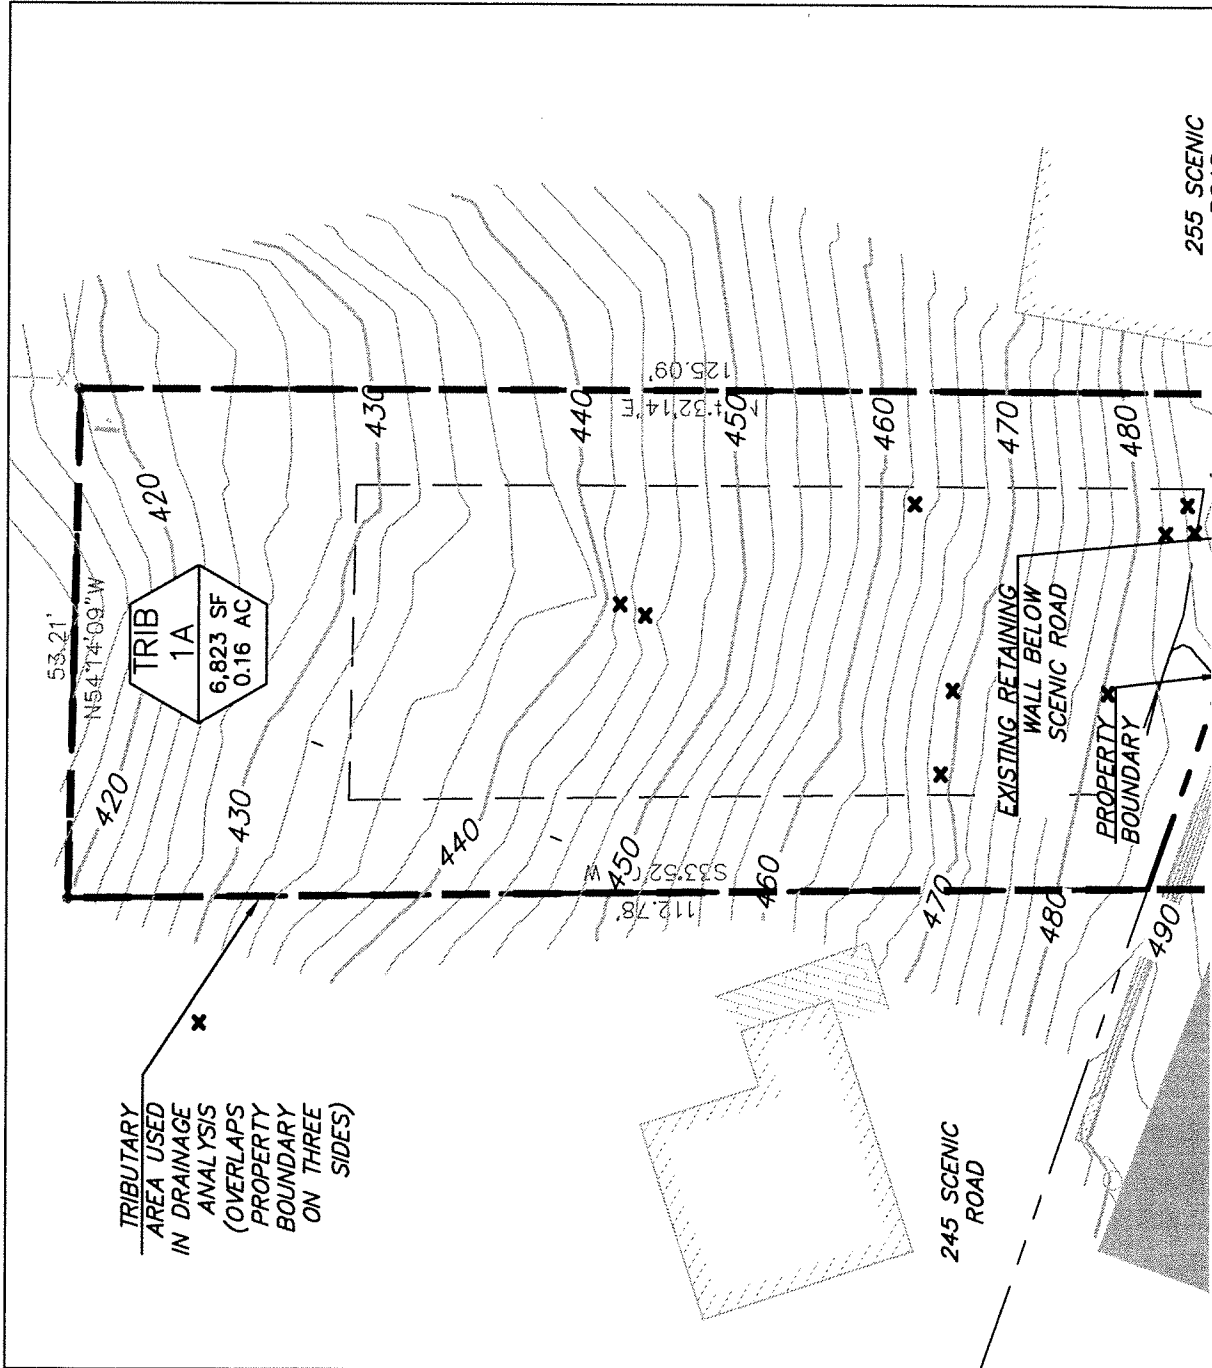 53.21'
N54°14'09"W
TRIB
1A
6,823 SF
0.16 AC
420
420
430
430
440
440
450
450
460
460
470
470
480
480
490
125.09'
112.78'
TRIBUTARY
AREA USED
IN DRAINAGE
ANALYSIS
(OVERLAPS
PROPERTY
BOUNDARY
ON THREE
SIDES)
EXISTING RETAINING
WALL BELOW
SCENIC ROAD
PROPERTY
BOUNDARY
245 SCENIC
ROAD
255 SCENIC